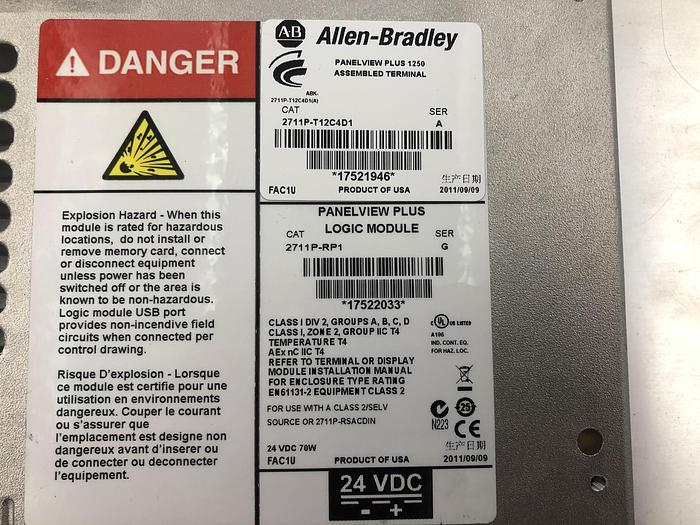 DANGER
Explosion Hazard - When this
module is rated for hazardous
locations, do not install or
remove memory card, connect
or disconnect equipment
unless power has been
switched off or the area is
known to be non-hazardous.
Logic module USB port
provides non-incendive field
circuits when connected per
control drawing.
Risque D'explosion - Lorsque
ce module est certifie pour une
utilisation en environnements
dangereux. Couper le courant
ou s'assurer que
l'emplacement est designe non
dangereux avant d'inserer ou
de connecter ou deconnecter
l'equipement.
A-B Allen-Bradley
PANELVIEW PLUS 1250
ASSEMBLED TERMINAL
ABK-
2711P-T12C4D1(A)
CAT SER
2711P-T12C4D1 A
*17521946* 生产日期
FAC1U PRODUCT OF USA 2011/09/09
PANELVIEW PLUS
LOGIC MODULE
CAT SER
2711P-RP1 G
*17522033*
CLASS I DIV 2, GROUPS A, B, C, D
CLASS I, ZONE 2, GROUP IIC T4
TEMPERATURE T4
AEx nC IIC T4
REFER TO TERMINAL OR DISPLAY
MODULE INSTALLATION MANUAL
FOR ENCLOSURE TYPE RATING
EN61131-2 EQUIPMENT CLASS 2
c UL US LISTED
A196
IND. CONT. EQ.
FOR HAZ. LOC.
FOR USE WITH A CLASS 2/SELV
SOURCE OR 2711P-RSACDIN
25
N223 CE
24 VDC 70W 生产日期
FAC1U PRODUCT OF USA 2011/09/09
24 VDC
- +